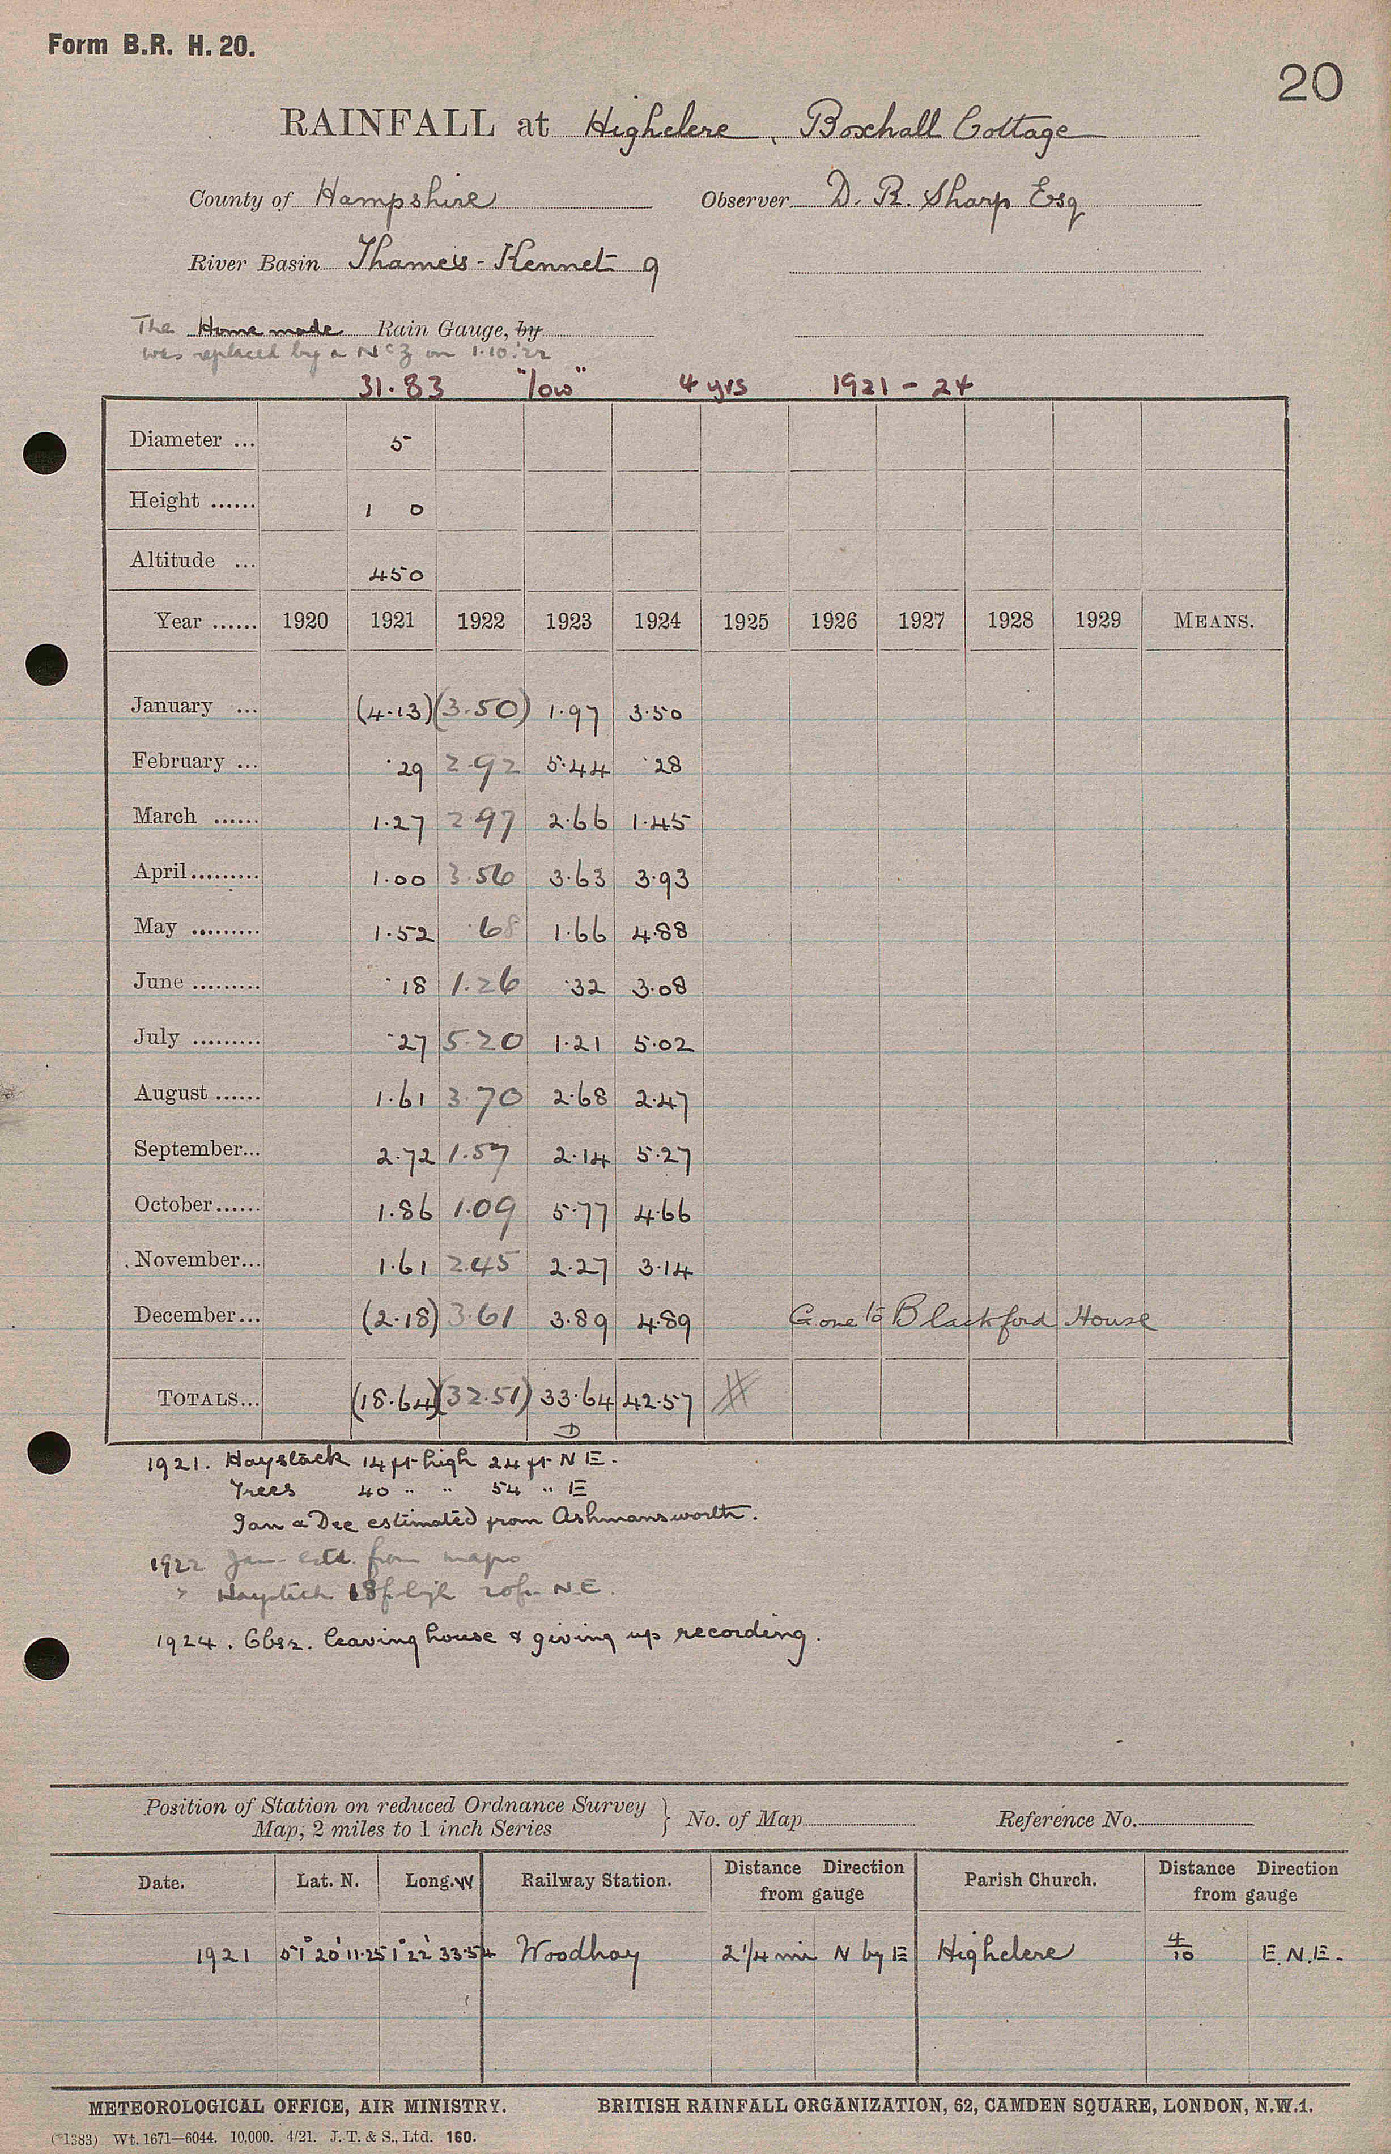 Form B.R. H. 20.
20
RAINFALL at Highclere, Boxhall Cottage
County of Hampshire Observer D. R. Sharp Esq
River Basin Thames - Kennet 9
The Home made Rain Gauge, by
was replaced by a Neg on 1.10.'22
31.83 "low" 4 yrs 1921 - 24
Diameter ... 5
Height ...... 1 0
Altitude ... 450
Year ...... 1920 1921 1922 1923 1924 1925 1926 1927 1928 1929 MEANS.
January ... (4.13) (3.50) 1.97 3.50
February ... .29 2.92 5.44 .28
March ...... 1.27 2.97 2.66 1.45
April ......... 1.00 3.56 3.63 3.93
May ......... 1.52 .68 1.66 4.88
June ......... .18 1.26 .32 3.08
July ......... .27 5.20 1.21 5.02
August ...... 1.61 3.70 2.68 2.47
September... 2.72 1.57 2.14 5.27
October...... 1.86 1.09 5.77 4.66
November... 1.61 2.45 2.27 3.14
December... (2.18) 3.61 3.89 4.89 Gone to Blackford House
TOTALS... (18.64) (32.51) 33.64 42.57 #
D
1921. Haystack 14 ft high 24 ft N E.
Trees 40 " " 54 " E
Jan & Dec estimated from Ashmansworth.
1922 Jan estd. from maps
" Haystack 18 ft high 20 ft N.E.
1924. Obsr. leaving house & giving up recording.
Position of Station on reduced Ordnance Survey
Map, 2 miles to 1 inch Series } No. of Map Reference No.
Date. Lat. N. Long. W Railway Station. Distance Direction from gauge Parish Church. Distance Direction from gauge
1921 51° 20' 11.25 1° 22' 33.54 Woodhay 2 1/4 mi N by E Highclere 4/10 E.N.E.
METEOROLOGICAL OFFICE, AIR MINISTRY. BRITISH RAINFALL ORGANIZATION, 62, CAMDEN SQUARE, LONDON, N.W.1.
(*1383) Wt. 1671—6044. 10,000. 4/21. J. T. & S., Ltd. 160.